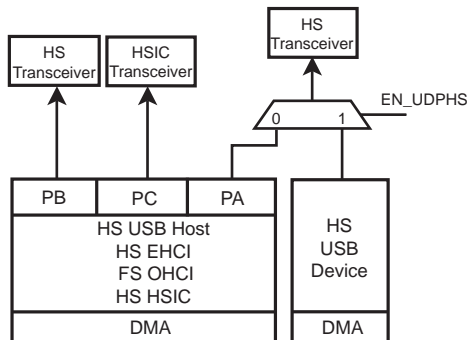 HS
Transceiver
HSIC
Transceiver
HS
Transceiver
EN_UDPHS
0
1
PB
PC
PA
HS USB Host
HS EHCI
FS OHCI
HS HSIC
DMA
HS
USB
Device
DMA